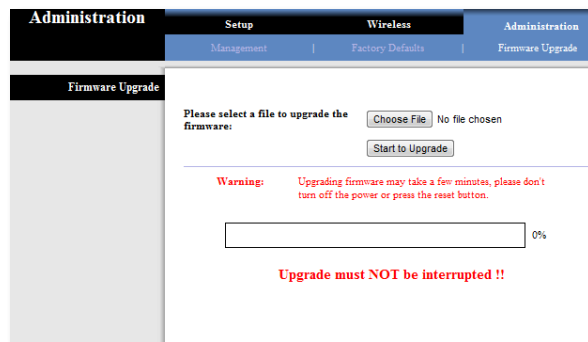 Administration
Setup Wireless Administration
Management | Factory Defaults | Firmware Upgrade
Firmware Upgrade
Please select a file to upgrade the
firmware:
Choose File No file chosen
Start to Upgrade
Warning: Upgrading firmware may take a few minutes, please don't
turn off the power or press the reset button.
0%
Upgrade must NOT be interrupted !!